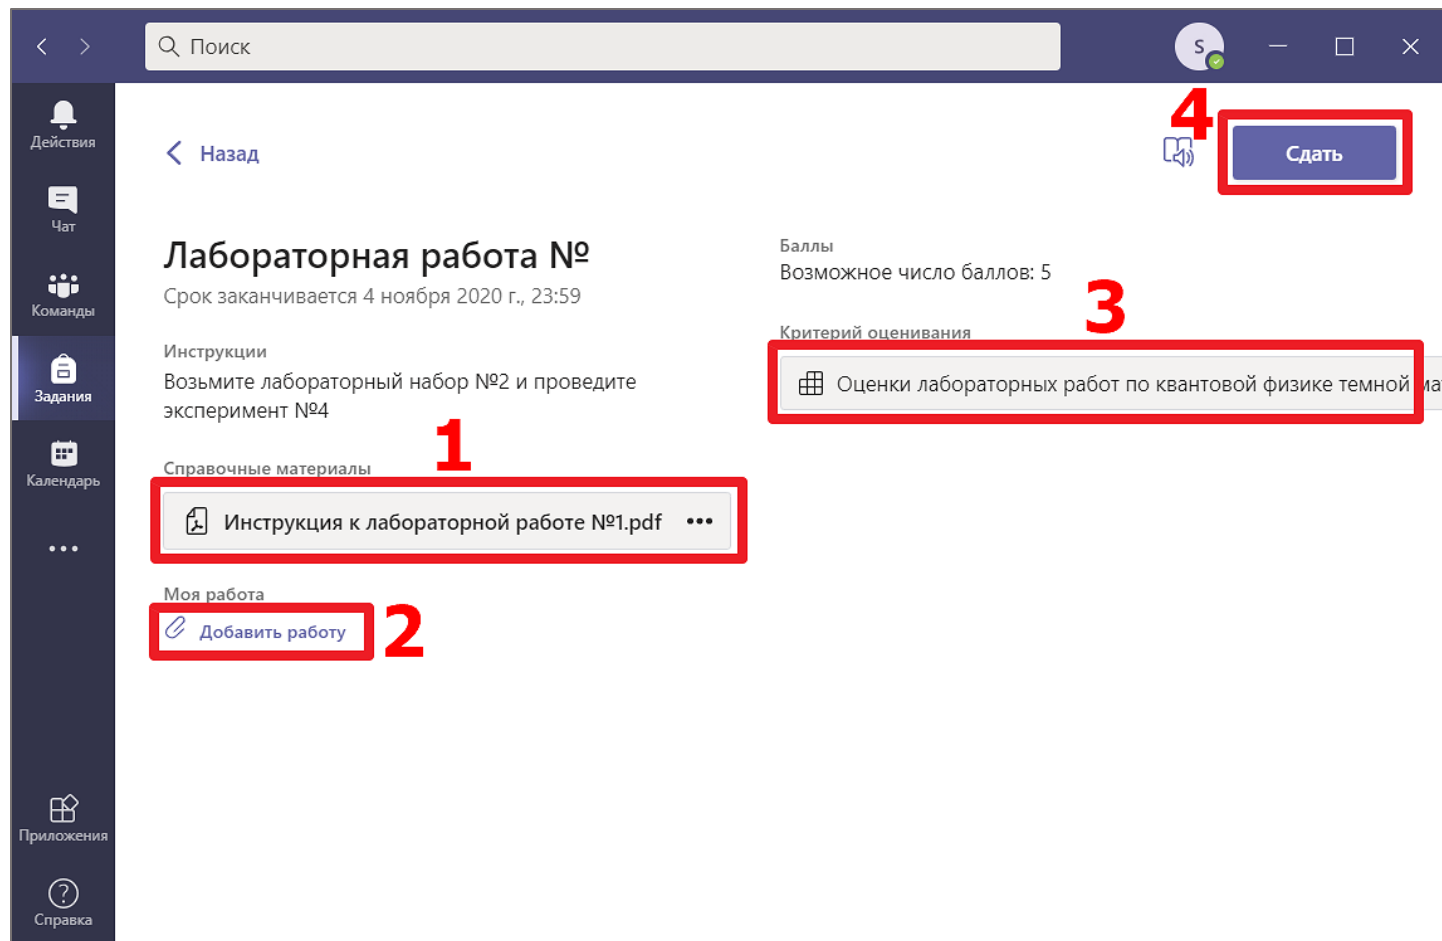 Поиск
S
Действия
Чат
Команды
Задания
Календарь
Приложения
Справка
Назад
4
Сдать
Лабораторная работа №
Срок заканчивается 4 ноября 2020 г., 23:59
Инструкции
Возьмите лабораторный набор №2 и проведите
эксперимент №4
1
Справочные материалы
Инструкция к лабораторной работе №1.pdf
Моя работа
Добавить работу
2
Баллы
Возможное число баллов: 5
3
Критерий оценивания
Оценки лабораторных работ по квантовой физике темной ма